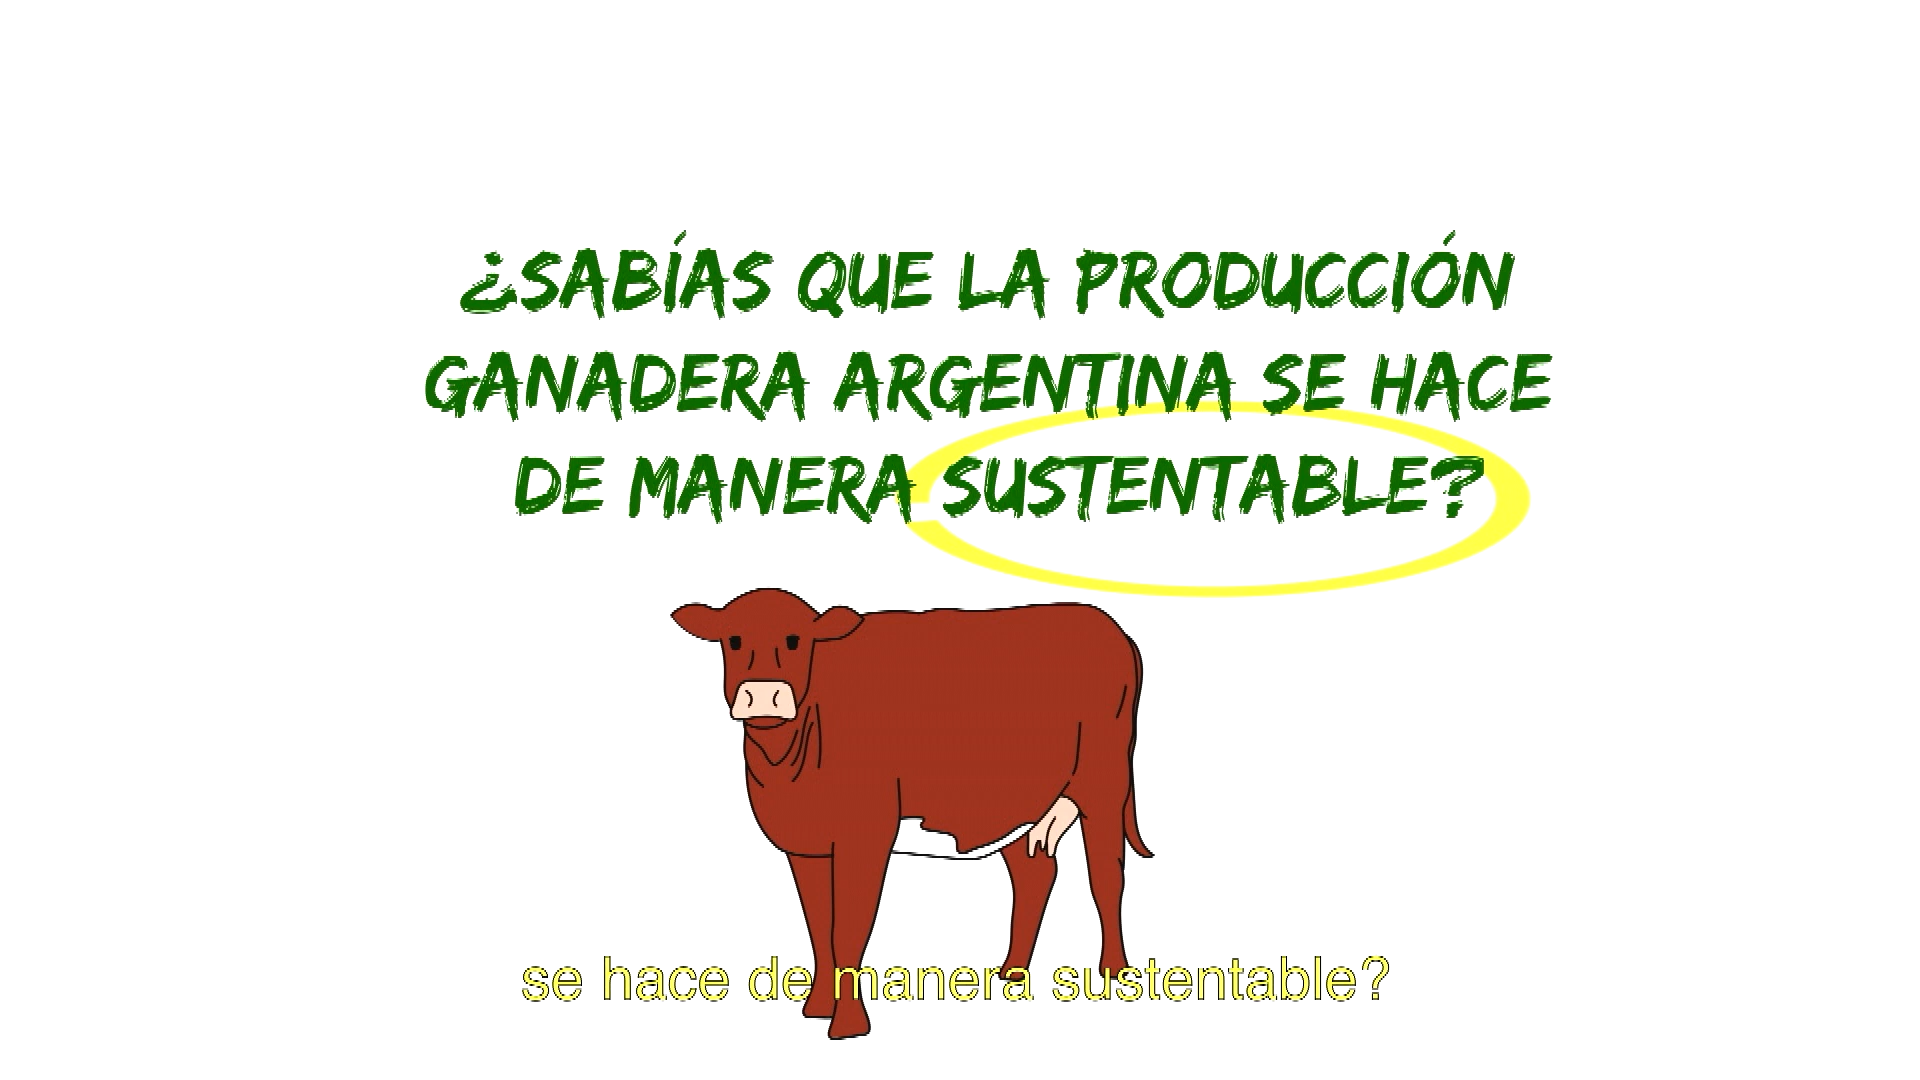 ¿SABÍAS QUE LA PRODUCCIÓN
GANADERA ARGENTINA SE HACE
DE MANERA SUSTENTABLE?
se hace de manera sustentable?